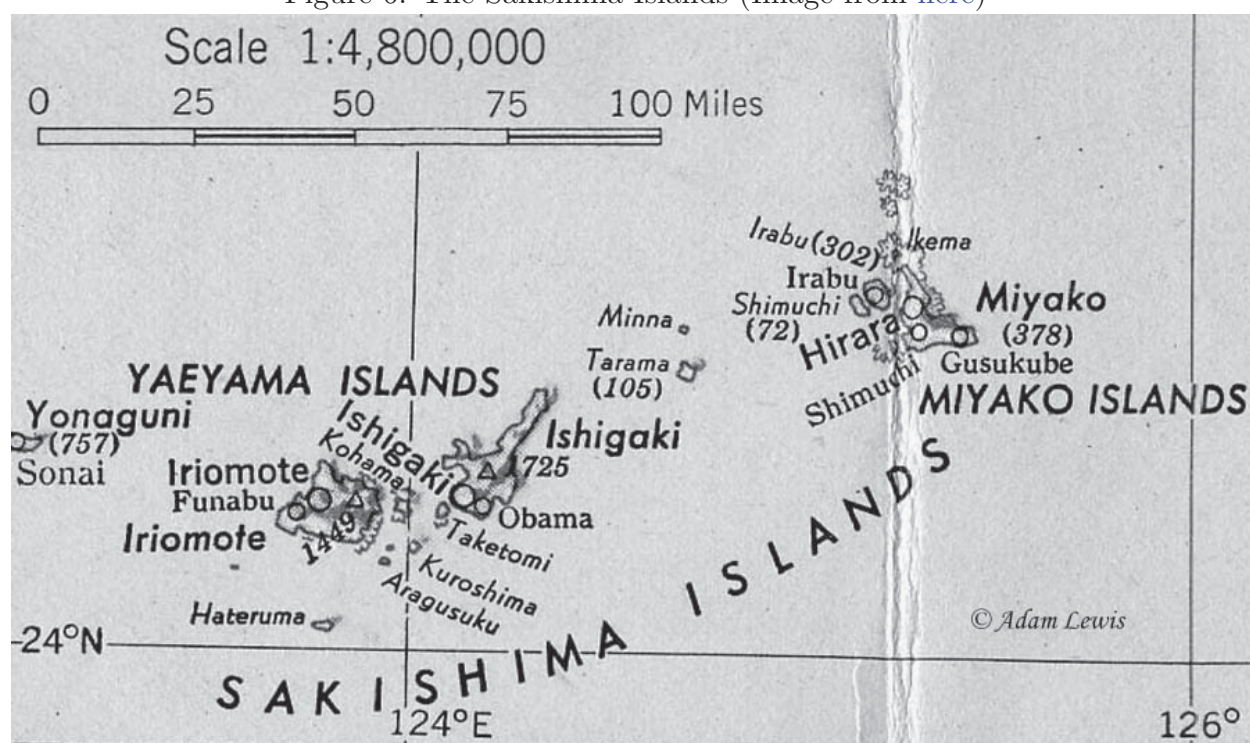 Figure The Sakishima Islands (Image from here)
Scale 1:4,800,000
0 25 50 75 100 Miles
Irabu (302)
Ikema
Irabu
Shimuchi
(72)
Hirara
Miyako
(378)
Gusukube
Shimuchi
MIYAKO ISLANDS
Minna
Tarama
(105)
YAEYAMA ISLANDS
Yonaguni
(757)
Sonai
Ishigaki
Kohama
Ishigaki
1725
Iriomote
Funabu
Obama
Iriomote
1449
Taketomi
Kuroshima
Aragusuku
Hateruma
24°N
SAKISHIMA ISLANDS
© Adam Lewis
124°E
126°